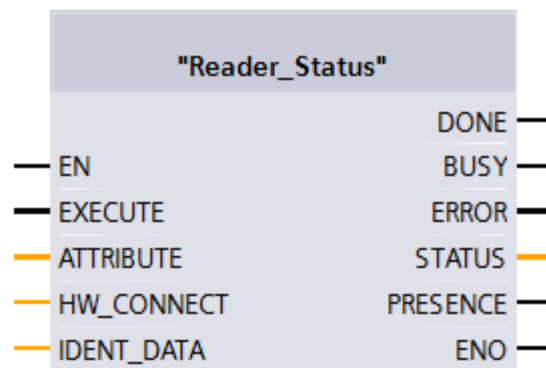 "Reader_Status"
DONE
EN BUSY
EXECUTE ERROR
ATTRIBUTE STATUS
HW_CONNECT PRESENCE
IDENT_DATA ENO